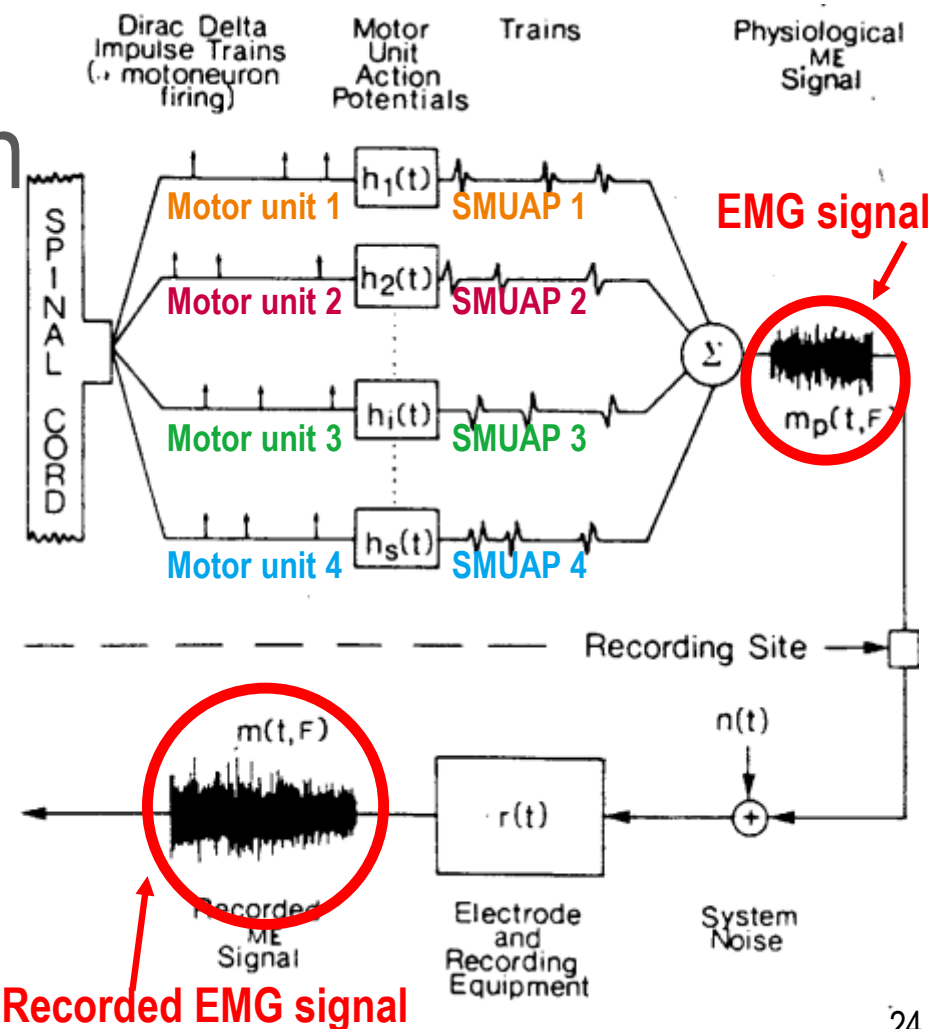 Dirac Delta
Impulse Trains
motoneuron
firing)
Motor
Unit
Action
Potentials
Trains
Physiological
ME
Signal
n
SPINAL CORD
h₁(t)
Motor unit 1
SMUAP 1
EMG signal
h₂(t)
Motor unit 2
SMUAP 2
Σ
mₚ(t,F)
hᵢ(t)
Motor unit 3
SMUAP 3
hₛ(t)
Motor unit 4
SMUAP 4
Recording Site
m(t,F)
n(t)
r(t)
+
Recorded
ME
Signal
Electrode
and
Recording
Equipment
System
Noise
Recorded EMG signal
24